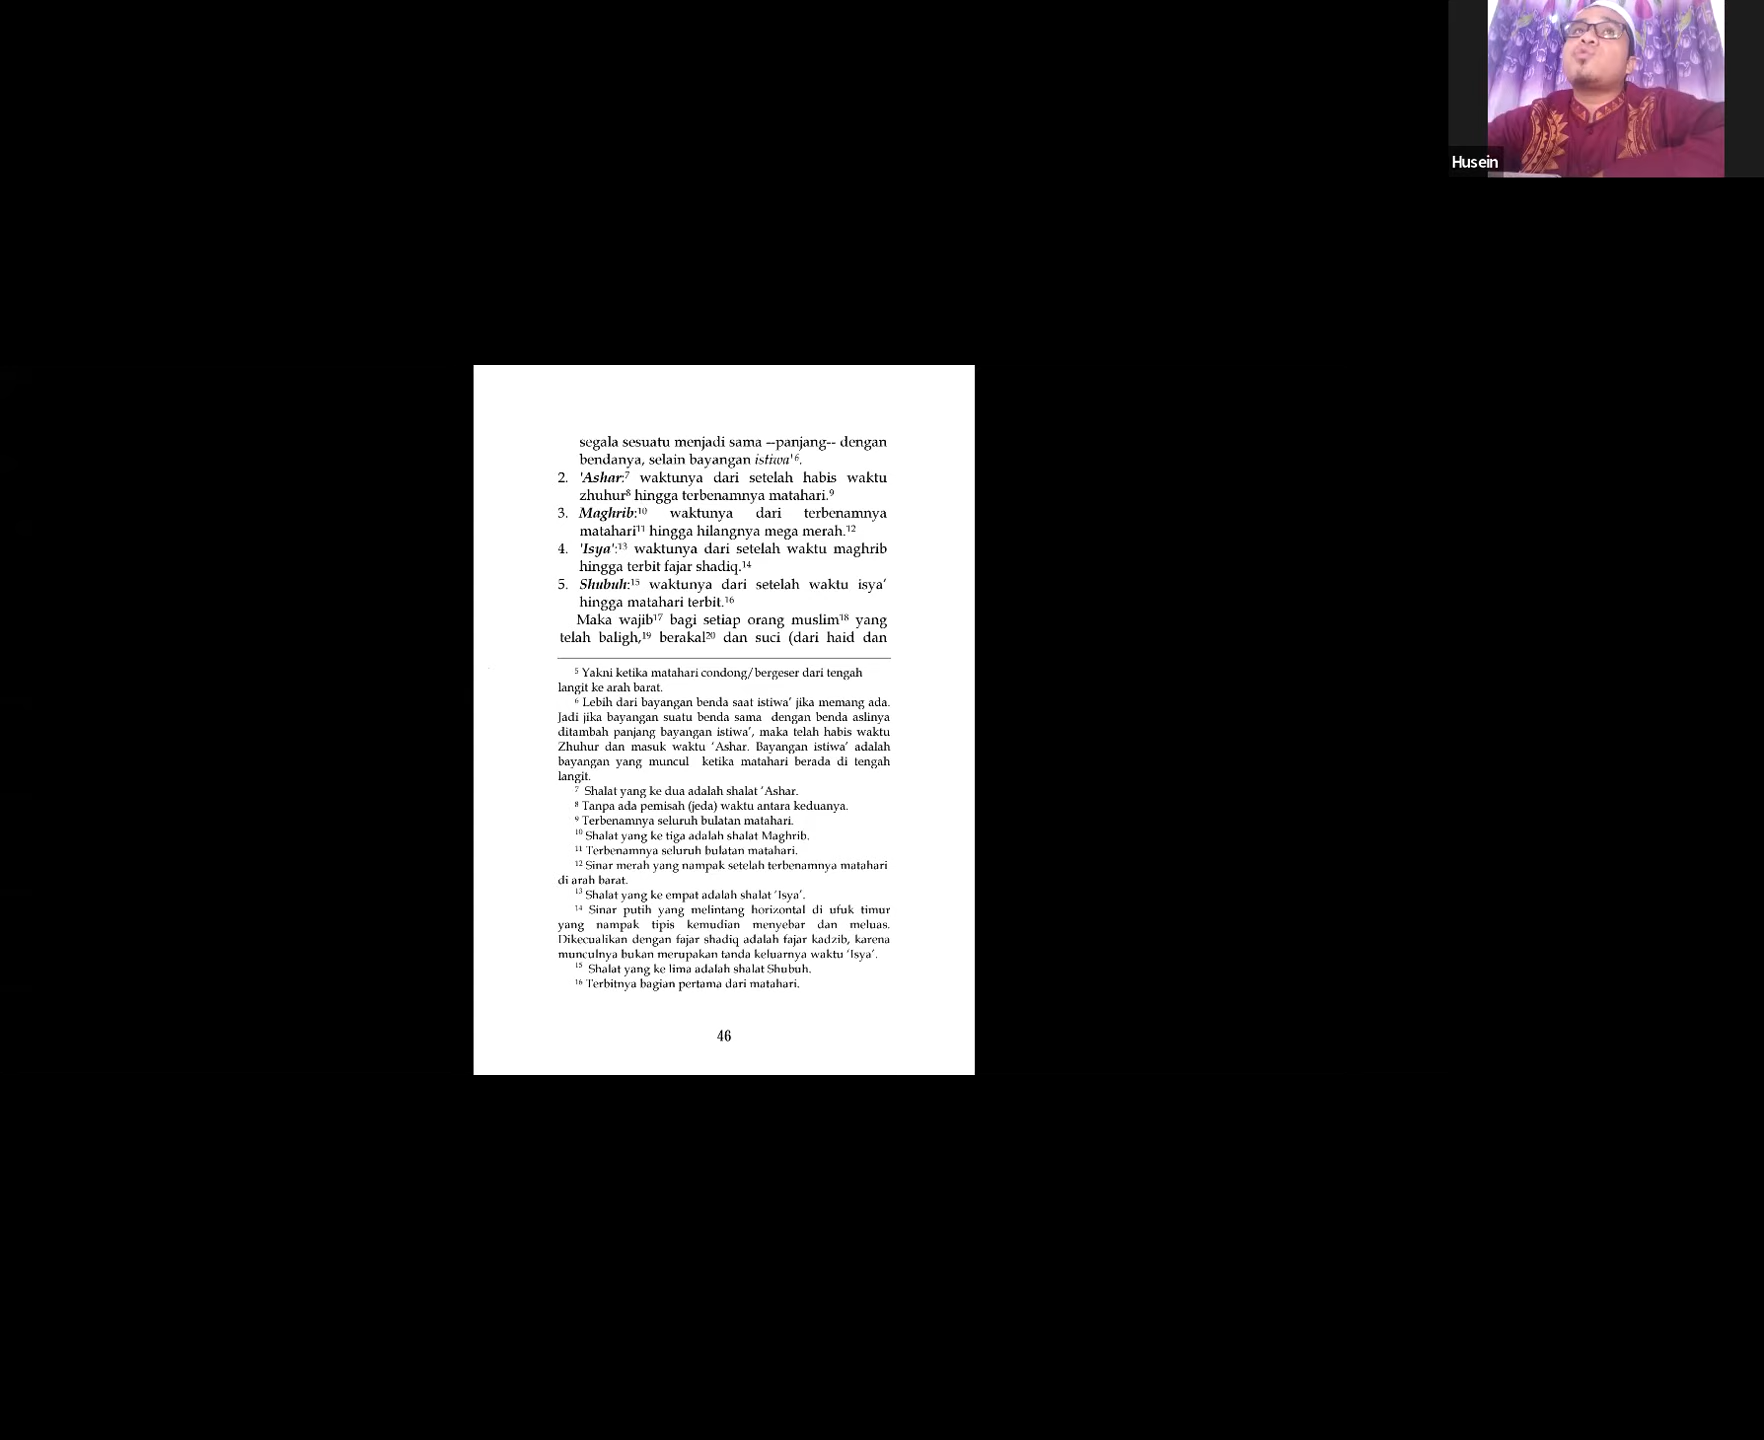 Husein
segala sesuatu menjadi sama --panjang-- dengan
bendanya, selain bayangan istiwa'⁶.
2. 'Ashar:⁷ waktunya dari setelah habis waktu
zhuhur⁸ hingga terbenamnya matahari.⁹
3. Maghrib:¹⁰ waktunya dari terbenamnya
matahari¹¹ hingga hilangnya mega merah.¹²
4. 'Isya':¹³ waktunya dari setelah waktu maghrib
hingga terbit fajar shadiq.¹⁴
5. Shubuh:¹⁵ waktunya dari setelah waktu isya'
hingga matahari terbit.¹⁶
Maka wajib¹⁷ bagi setiap orang muslim¹⁸ yang
telah baligh,¹⁹ berakal²⁰ dan suci (dari haid dan
⁵ Yakni ketika matahari condong/bergeser dari tengah
langit ke arah barat.
⁶ Lebih dari bayangan benda saat istiwa' jika memang ada.
Jadi jika bayangan suatu benda sama dengan benda aslinya
ditambah panjang bayangan istiwa', maka telah habis waktu
Zhuhur dan masuk waktu 'Ashar. Bayangan istiwa' adalah
bayangan yang muncul ketika matahari berada di tengah
langit.
⁷ Shalat yang ke dua adalah shalat 'Ashar.
⁸ Tanpa ada pemisah (jeda) waktu antara keduanya.
⁹ Terbenamnya seluruh bulatan matahari.
¹⁰ Shalat yang ke tiga adalah shalat Maghrib.
¹¹ Terbenamnya seluruh bulatan matahari.
¹² Sinar merah yang nampak setelah terbenamnya matahari
di arah barat.
¹³ Shalat yang ke empat adalah shalat 'Isya'.
¹⁴ Sinar putih yang melintang horizontal di ufuk timur
yang nampak tipis kemudian menyebar dan meluas.
Dikecualikan dengan fajar shadiq adalah fajar kadzib, karena
munculnya bukan merupakan tanda keluarnya waktu 'Isya'.
¹⁵ Shalat yang ke lima adalah shalat Shubuh.
¹⁶ Terbitnya bagian pertama dari matahari.
46